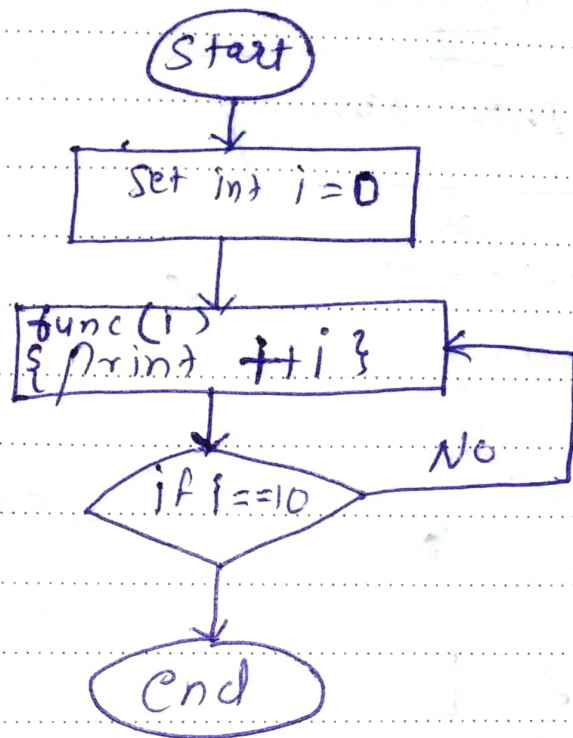 Start
Set int i = 0
func(i)
{ Print ++i }
if i==10
NO
End